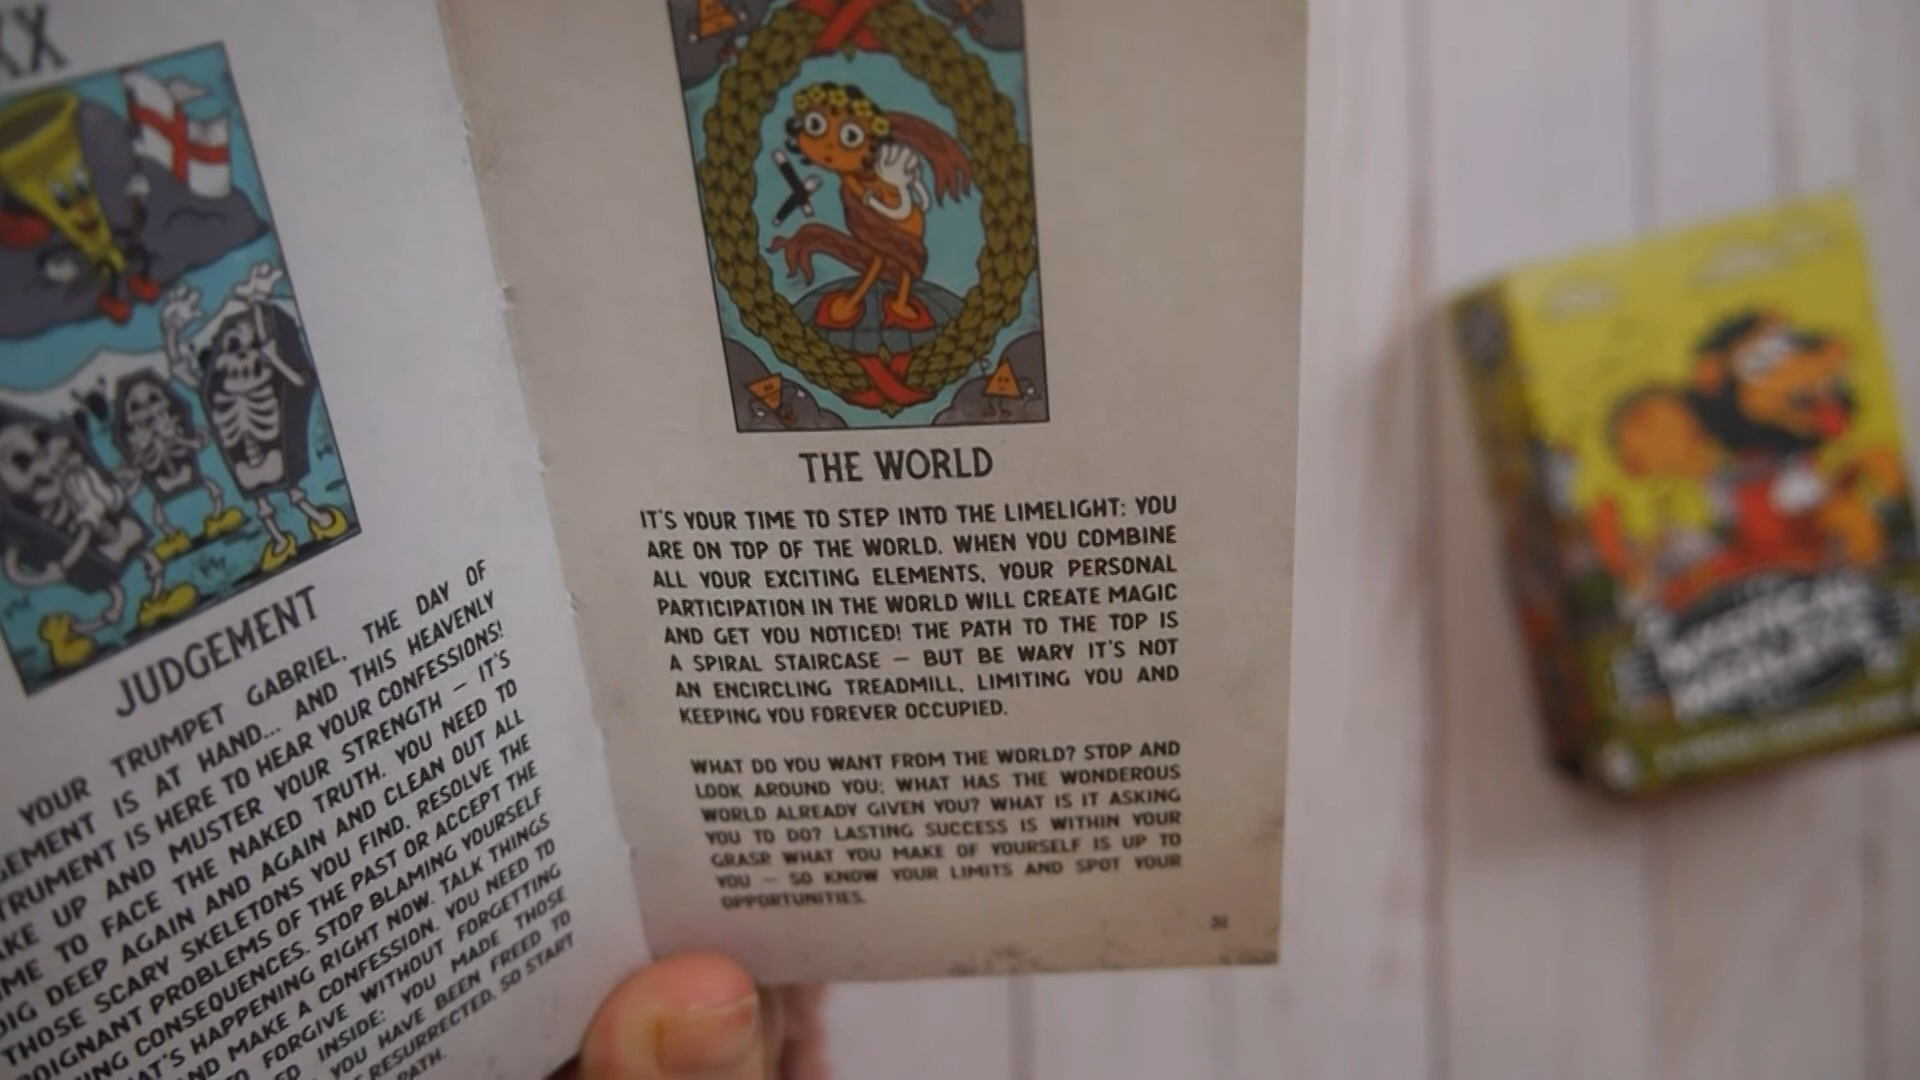 XX
JUDGEMENT
YOUR TRUMPET GABRIEL, THE DAY OF
IS AT HAND... AND THIS HEAVENLY
IS HERE TO HEAR YOUR CONFESSIONS!
UP AND MUSTER YOUR STRENGTH – IT'S
TO FACE THE NAKED TRUTH. YOU NEED TO
DIG DEEP AGAIN AND AGAIN AND CLEAN OUT ALL
THOSE SCARY SKELETONS YOU FIND. RESOLVE THE
POIGNANT PROBLEMS OF THE PAST OR ACCEPT THE
CONSEQUENCES. STOP BLAMING YOURSELF
HAPPENING RIGHT NOW. TALK THINGS
AND MAKE A CONFESSION. YOU NEED TO
FORGIVE WITHOUT FORGETTING
INSIDE: YOU MADE THOSE
YOU HAVE BEEN FREED TO
RESURRECTED, SO START
PATH.
THE WORLD
IT'S YOUR TIME TO STEP INTO THE LIMELIGHT: YOU
ARE ON TOP OF THE WORLD. WHEN YOU COMBINE
ALL YOUR EXCITING ELEMENTS, YOUR PERSONAL
PARTICIPATION IN THE WORLD WILL CREATE MAGIC
AND GET YOU NOTICED! THE PATH TO THE TOP IS
A SPIRAL STAIRCASE – BUT BE WARY IT'S NOT
AN ENCIRCLING TREADMILL, LIMITING YOU AND
KEEPING YOU FOREVER OCCUPIED.
WHAT DO YOU WANT FROM THE WORLD? STOP AND
LOOK AROUND YOU; WHAT HAS THE WONDEROUS
WORLD ALREADY GIVEN YOU? WHAT IS IT ASKING
YOU TO DO? LASTING SUCCESS IS WITHIN YOUR
GRASP. WHAT YOU MAKE OF YOURSELF IS UP TO
YOU – SO KNOW YOUR LIMITS AND SPOT YOUR
OPPORTUNITIES.